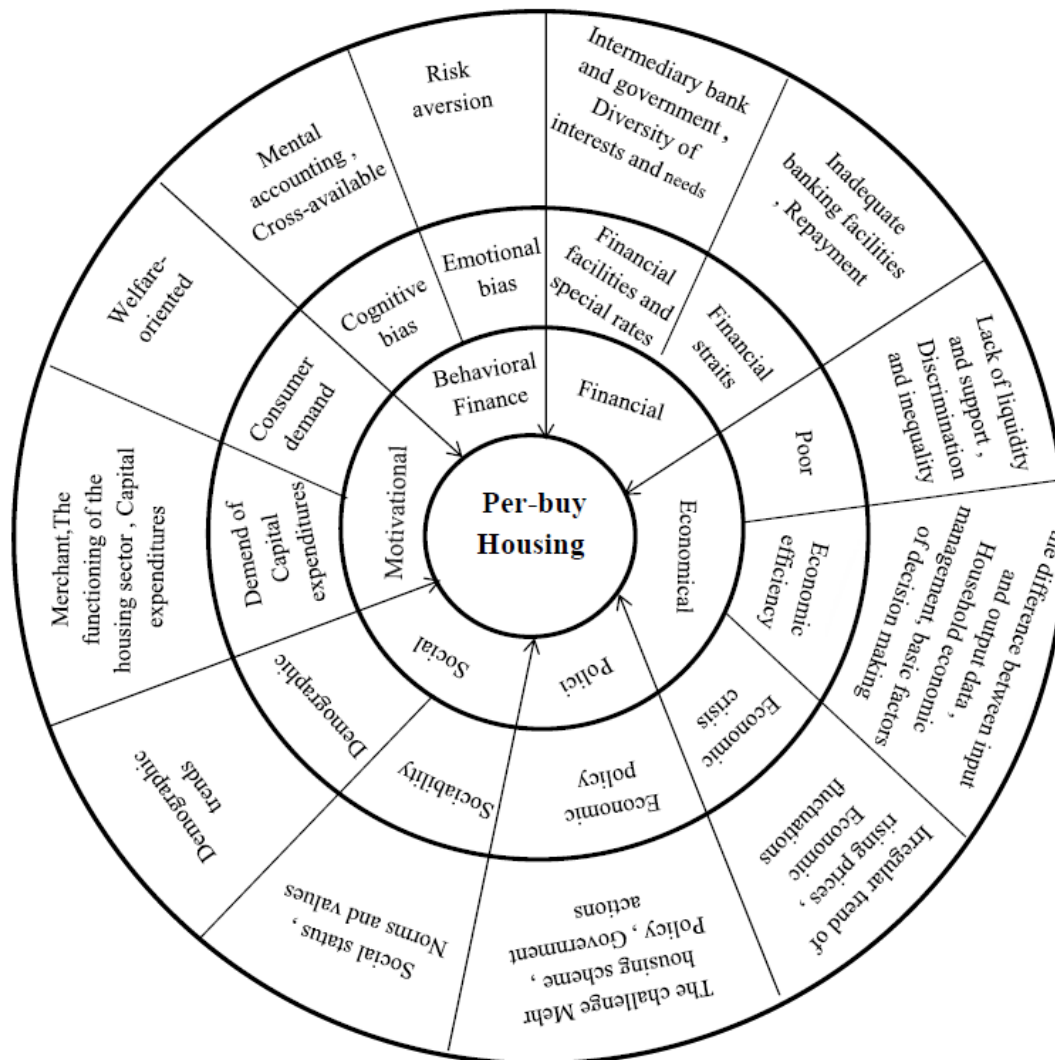 Per-buy
Housing
Behavioral
Finance
Financial
Economical
Polici
Social
Motivational
Emotional
bias
Financial
facilities and
special rates
Financial
straits
Poor
Economic
efficiency
Economic
crisis
Economic
policy
Sociability
Demographic
Demend of
Capital
expenditures
Consumer
demand
Cognitive
bias
Risk
aversion
Intermediary bank
and government ,
Diversity of
interests and needs
Inadequate
banking facilities
, Repayment
Lack of liquidity
and support ,
Discrimination
and inequality
the difference between input
and output data ,
Household economic
management, basic factors
of decision making
Irregular trend of
rising prices ,
Economic
fluctuations
The challenge Mehr
housing scheme ,
Policy , Government
actions
Social status ,
Norms and values
Demographic
trends
Merchant,The
functioning of the
housing sector , Capital
expenditures
Welfare-
oriented
Mental
accounting ,
Cross-available